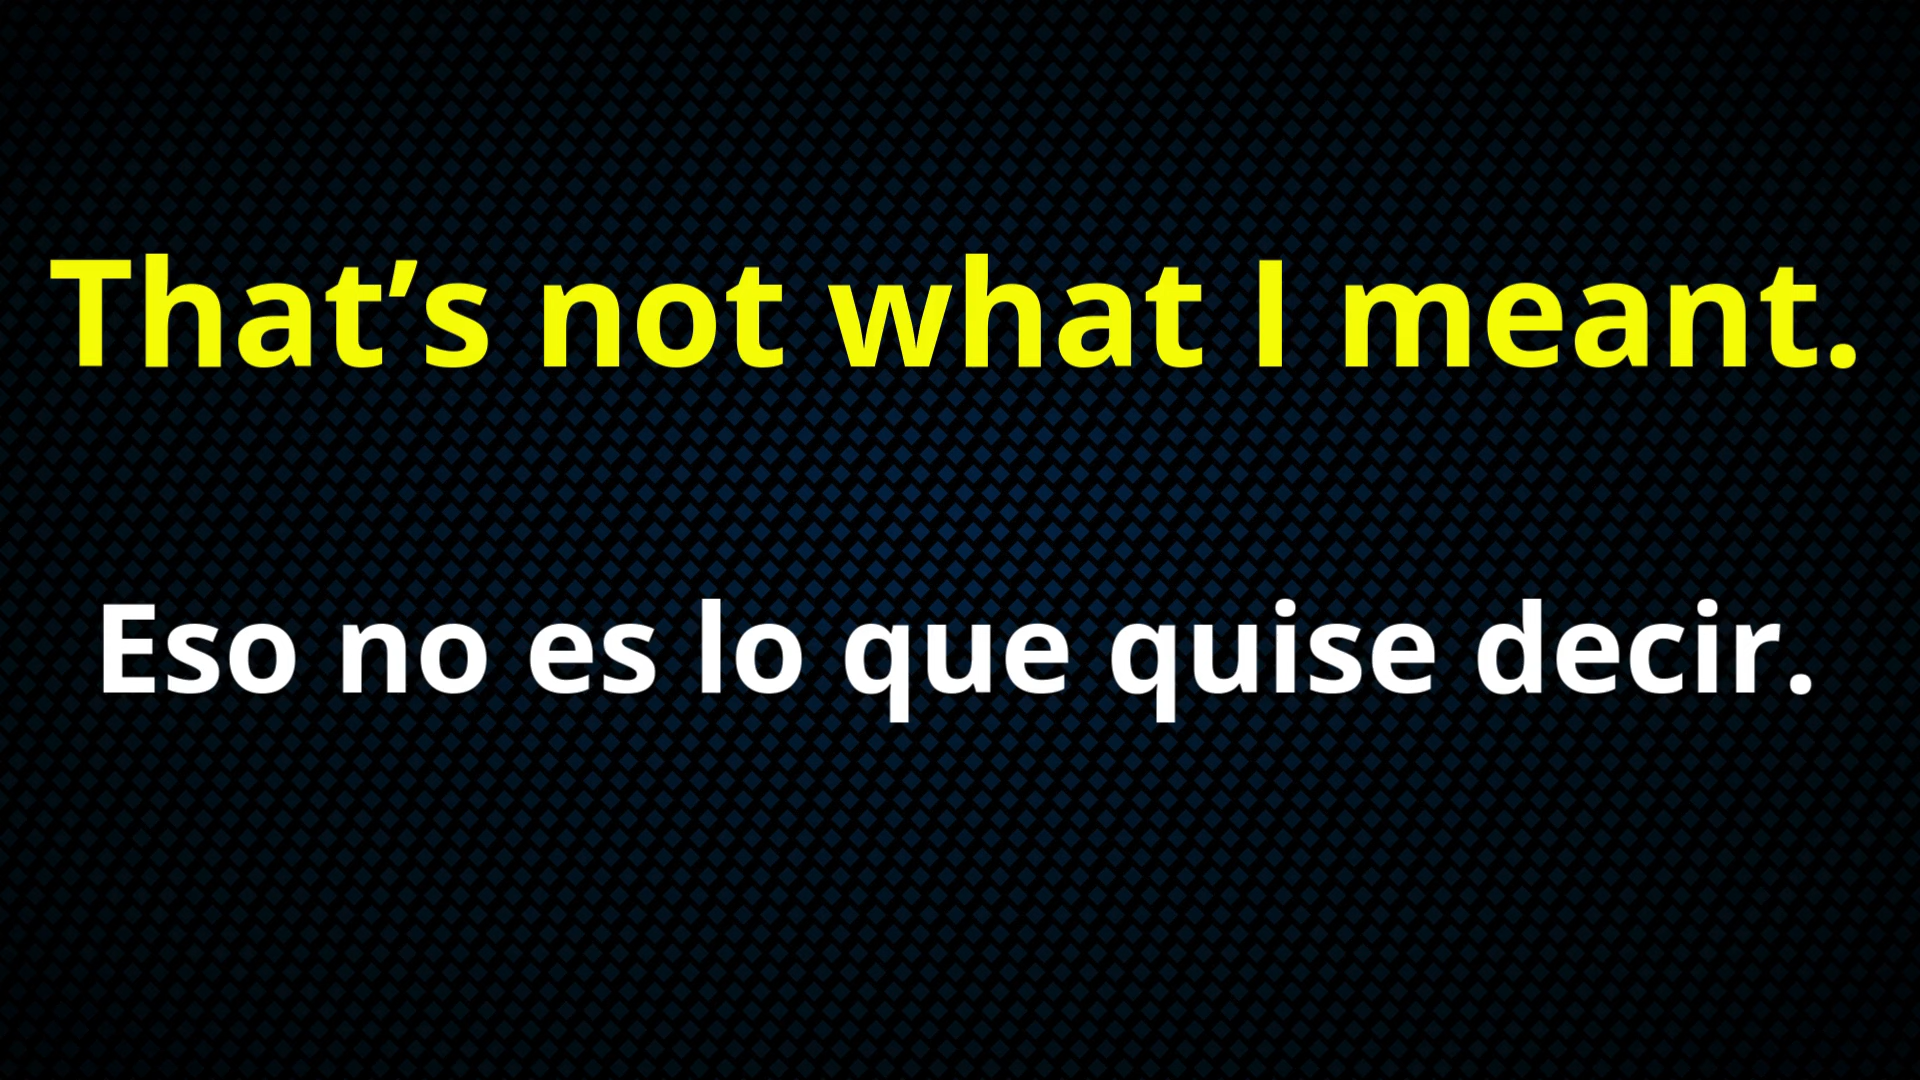 That’s not what I meant.
Eso no es lo que quise decir.